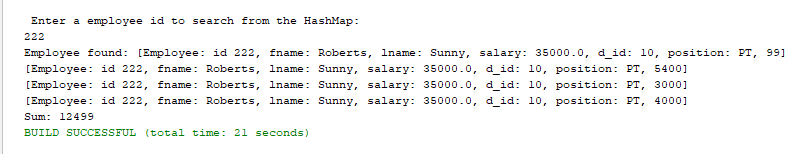 Enter a employee id to search from the HashMap:
222
Employee found: [Employee: id 222, fname: Roberts, lname: Sunny, salary: 35000.0, d_id: 10, position: PT, 99]
[Employee: id 222, fname: Roberts, lname: Sunny, salary: 35000.0, d_id: 10, position: PT, 5400]
[Employee: id 222, fname: Roberts, lname: Sunny, salary: 35000.0, d_id: 10, position: PT, 3000]
[Employee: id 222, fname: Roberts, lname: Sunny, salary: 35000.0, d_id: 10, position: PT, 4000]
Sum: 12499
BUILD SUCCESSFUL (total time: 21 seconds)